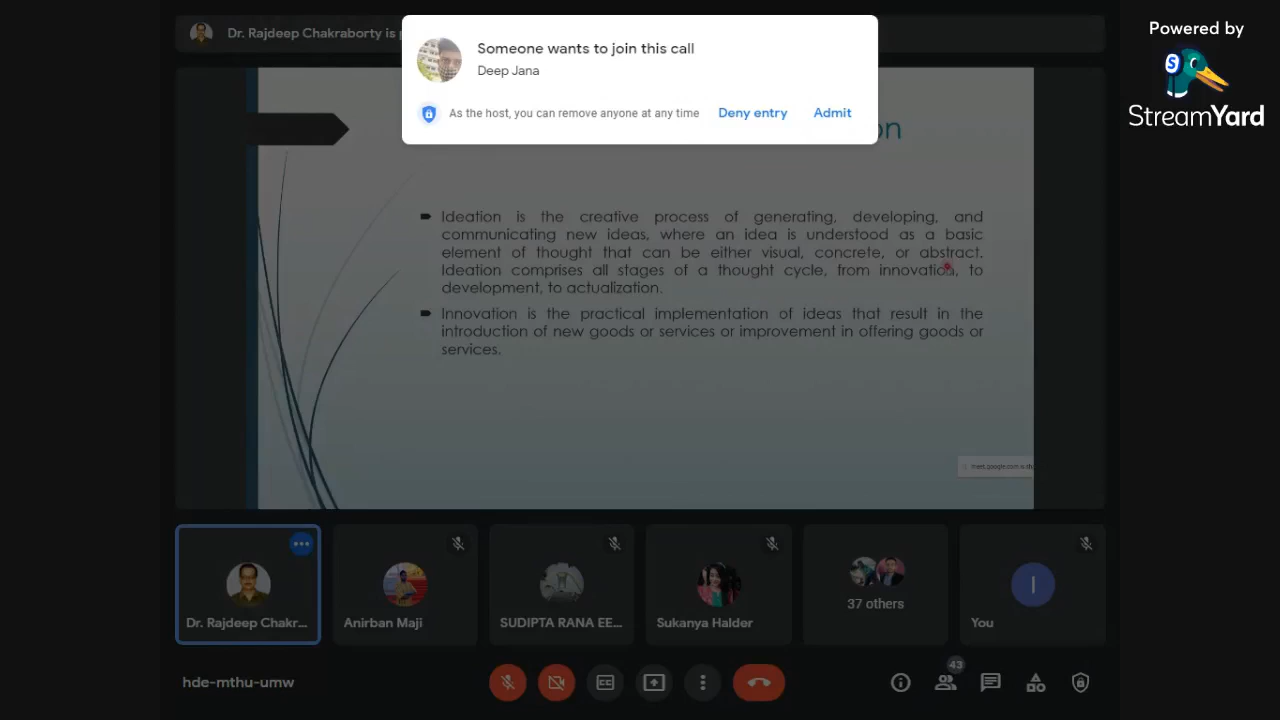 Dr. Rajdeep Chakraborty is
Someone wants to join this call
Deep Jana
As the host, you can remove anyone at any time
Deny entry
Admit
Powered by
StreamYard
Ideation is the creative process of generating, developing, and
communicating new ideas, where an idea is understood as a basic
element of thought that can be either visual, concrete, or abstract.
Ideation comprises all stages of a thought cycle, from innovation, to
development, to actualization.
Innovation is the practical implementation of ideas that result in the
introduction of new goods or services or improvement in offering goods or
services.
meet.google.com is sh
Dr. Rajdeep Chakr...
Anirban Maji
SUDIPTA RANA EE...
Sukanya Halder
37 others
I
You
hde-mthu-umw
43